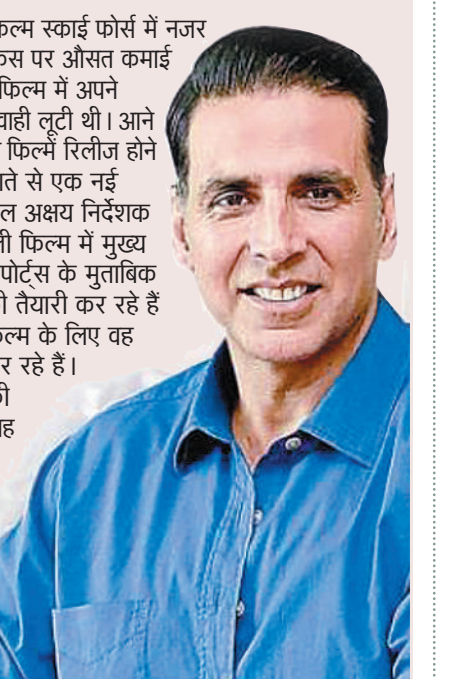 फिल्म स्काई फोर्स में नजर
पर औसत कमाई
फिल्म में अपने
वाही लूटी थी। आने
फिल्में रिलीज होने
से एक नई
अक्षय निर्देशक
फिल्म में मुख्य
पोर्ट्स के मुताबिक
तैयारी कर रहे हैं
के लिए वह
रहे हैं।